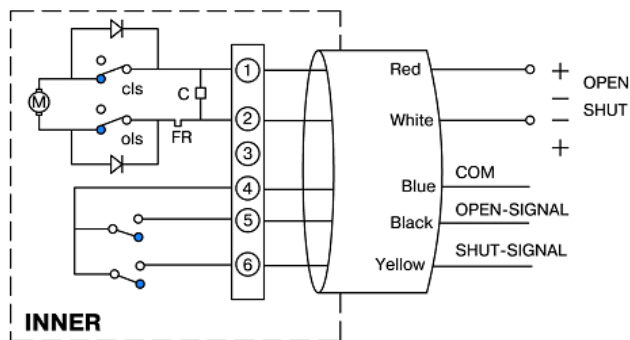 ① Red + OPEN
cls
C
M
— SHUT
② White —
ols
FR
+
③
④ Blue COM
⑤ Black OPEN-SIGNAL
⑥ Yellow SHUT-SIGNAL
INNER